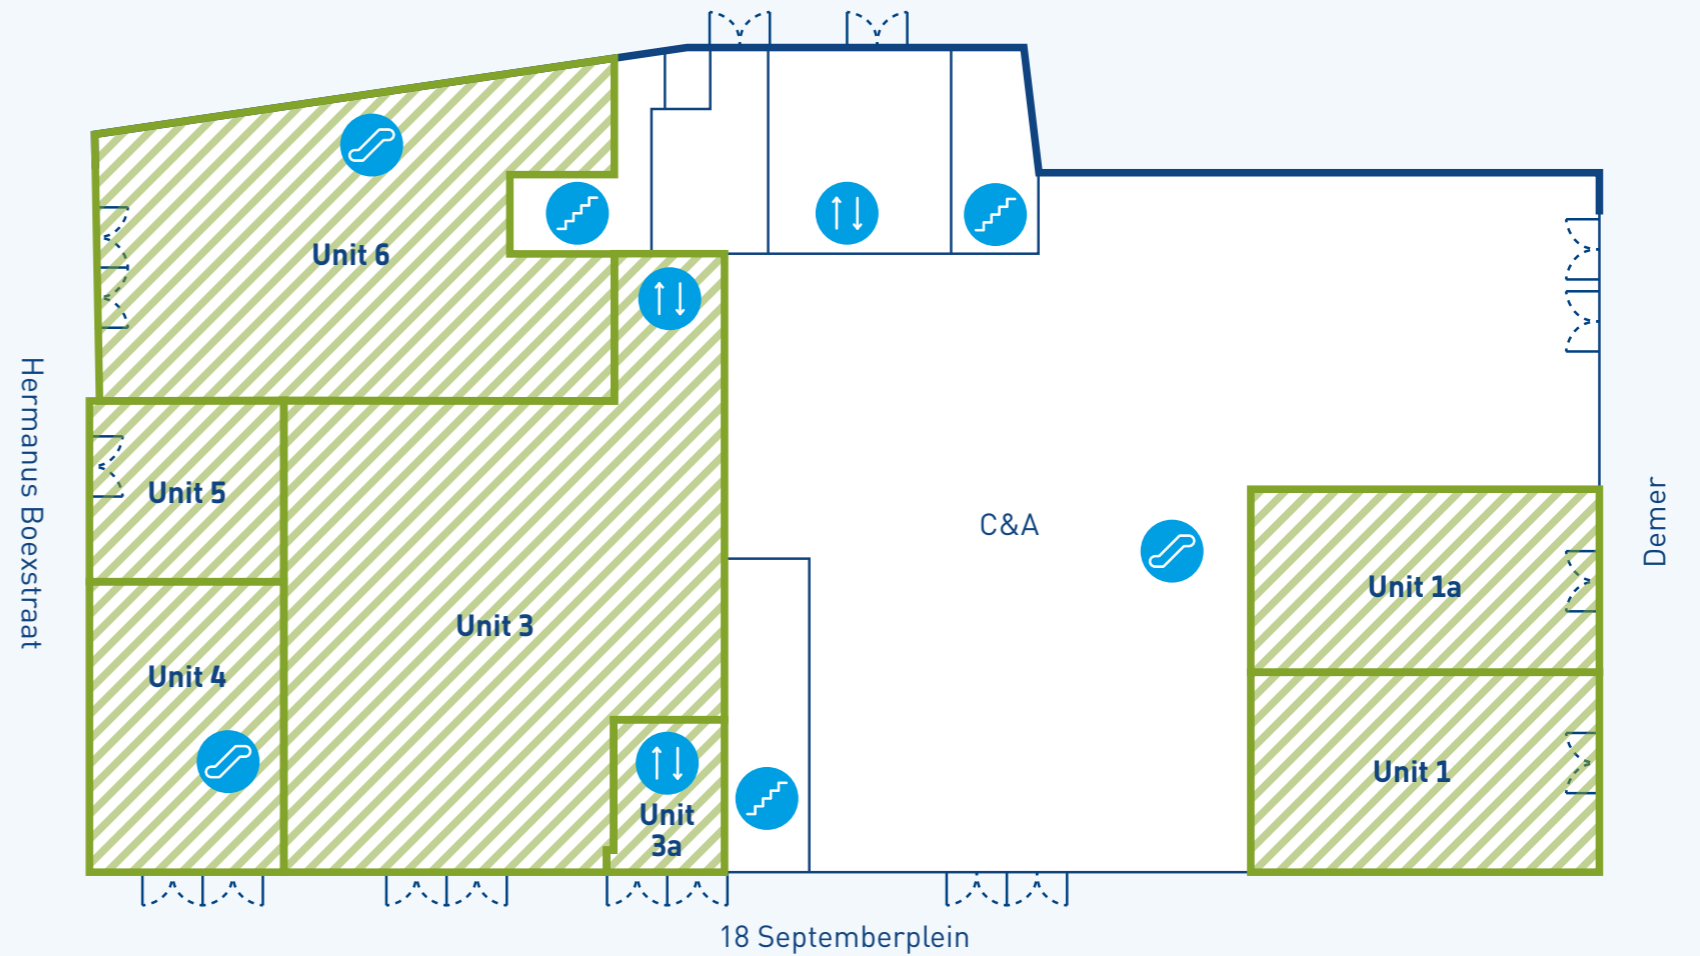 Unit 6
Hermanus Boexstraat
Unit 5
Unit 4
Unit 3
Unit
3a
C&A
Unit 1a
Unit 1
Demer
18 Septemberplein